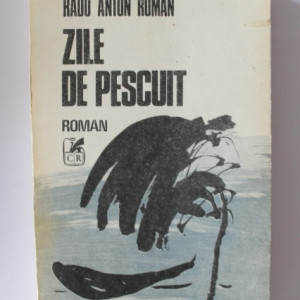 RADU ANTON ROMAN
ZILE
DE PESCUIT
ROMAN
CR